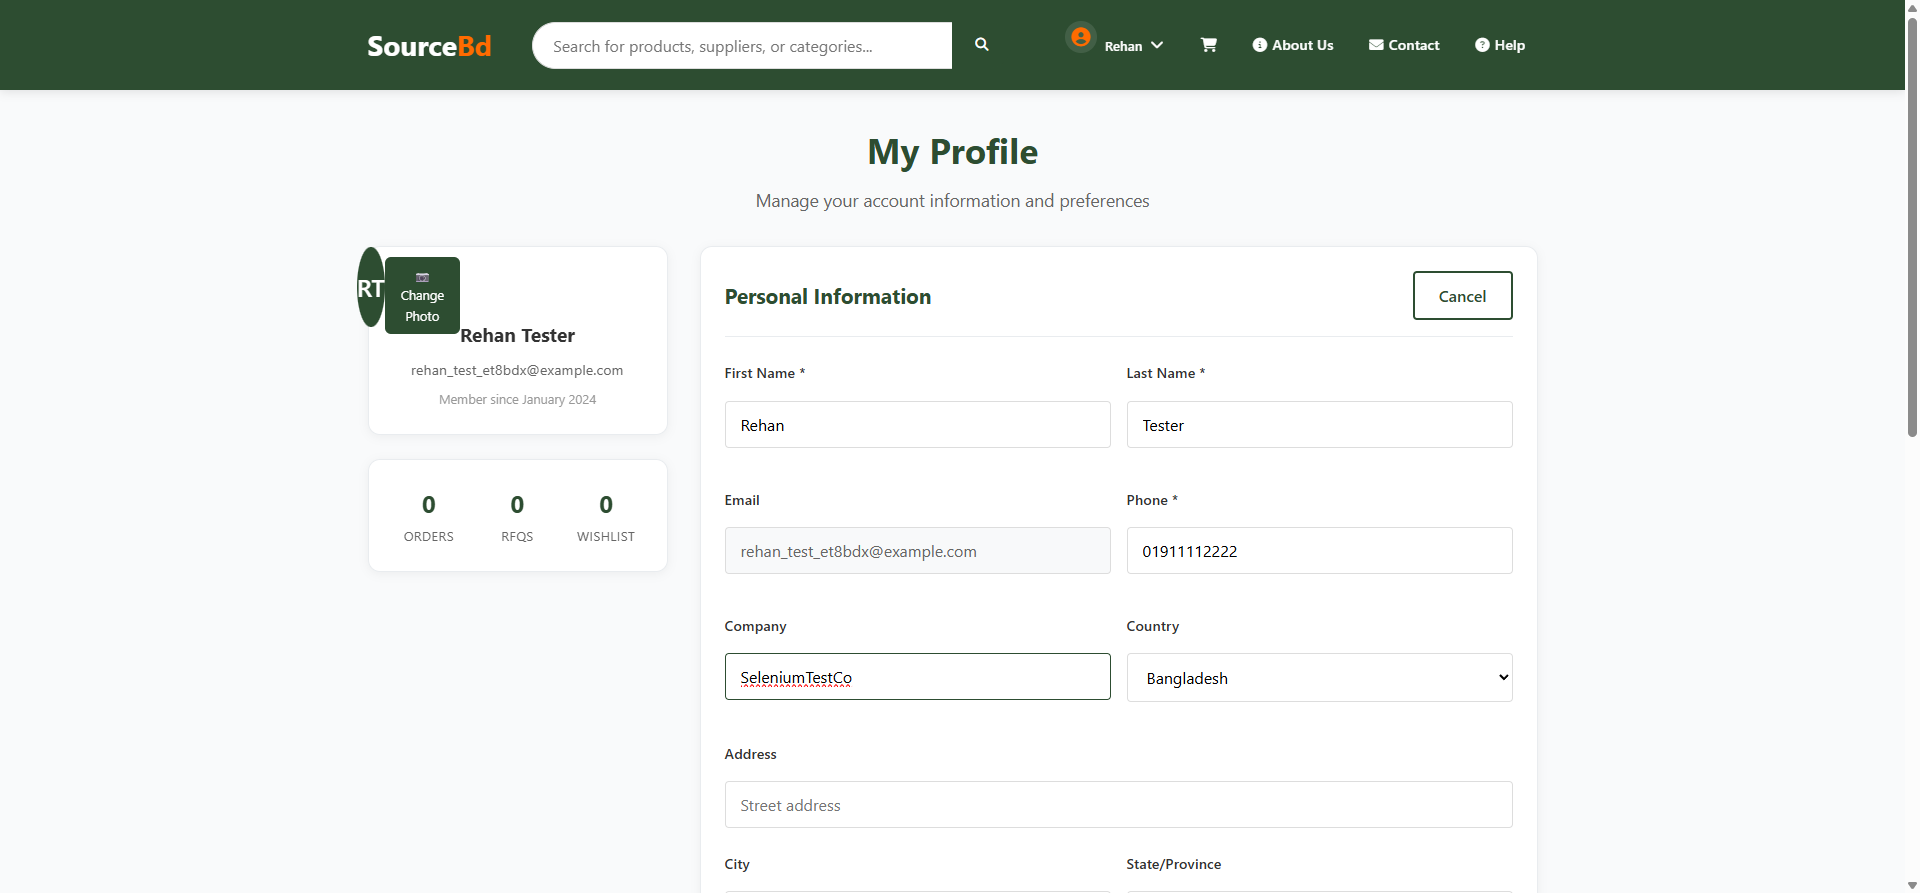 SourceBd
Search for products, suppliers, or categories...
Rehan
About Us
Contact
Help
My Profile
Manage your account information and preferences
RT
Change
Photo
Rehan Tester
rehan_test_et8bdx@example.com
Member since January 2024
0 0 0
ORDERS RFQS WISHLIST
Personal Information
Cancel
First Name * Last Name *
Rehan Tester
Email Phone *
rehan_test_et8bdx@example.com 01911112222
Company Country
SeleniumTestCo Bangladesh
Address
Street address
City State/Province